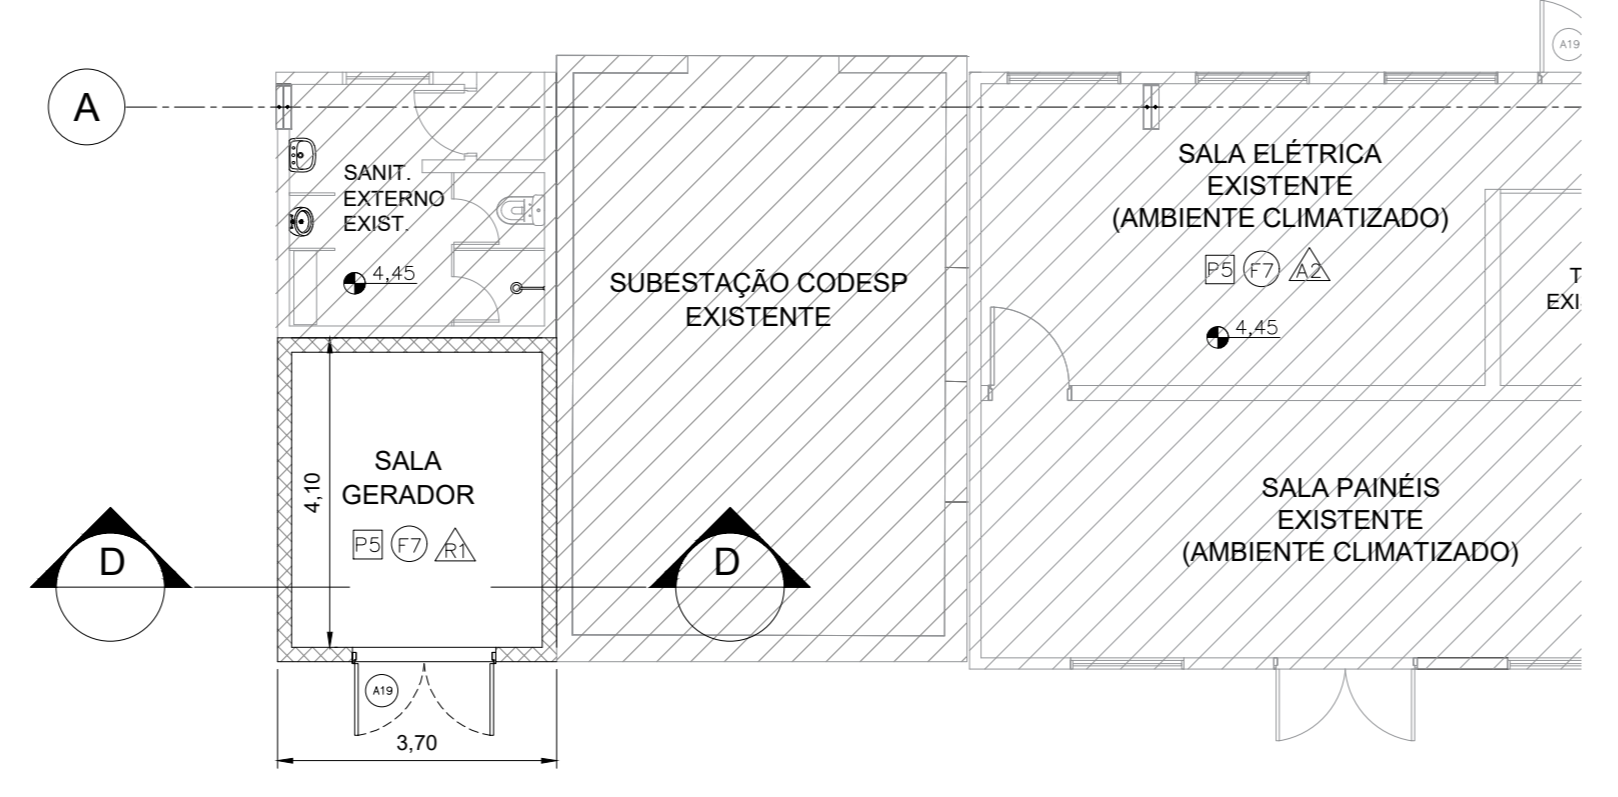 A19
A
SANIT.
EXTERNO
EXIST.
4,45
SUBESTAÇÃO CODESP
EXISTENTE
SALA ELÉTRICA
EXISTENTE
(AMBIENTE CLIMATIZADO)
P5 F7 A2
4,45
T
EXI
SALA
GERADOR
P5 F7 R1
4,10
D
D
SALA PAINÉIS
EXISTENTE
(AMBIENTE CLIMATIZADO)
A19
3,70